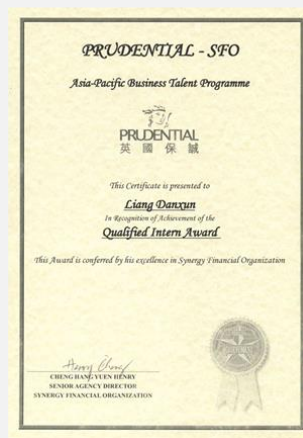 PRUDENTIAL - SFO
Asia-Pacific Business Talent Programme
PRUDENTIAL
英國保誠
This Certificate is presented to
Liang Danxun
In Recognition of Achievement of the
Qualified Intern Award
This Award is conferred by his excellence in Synergy Financial Organization
Henry Cheng
CHENG HANG YUEN HENRY
SENIOR AGENCY DIRECTOR
SYNERGY FINANCIAL ORGANIZATION